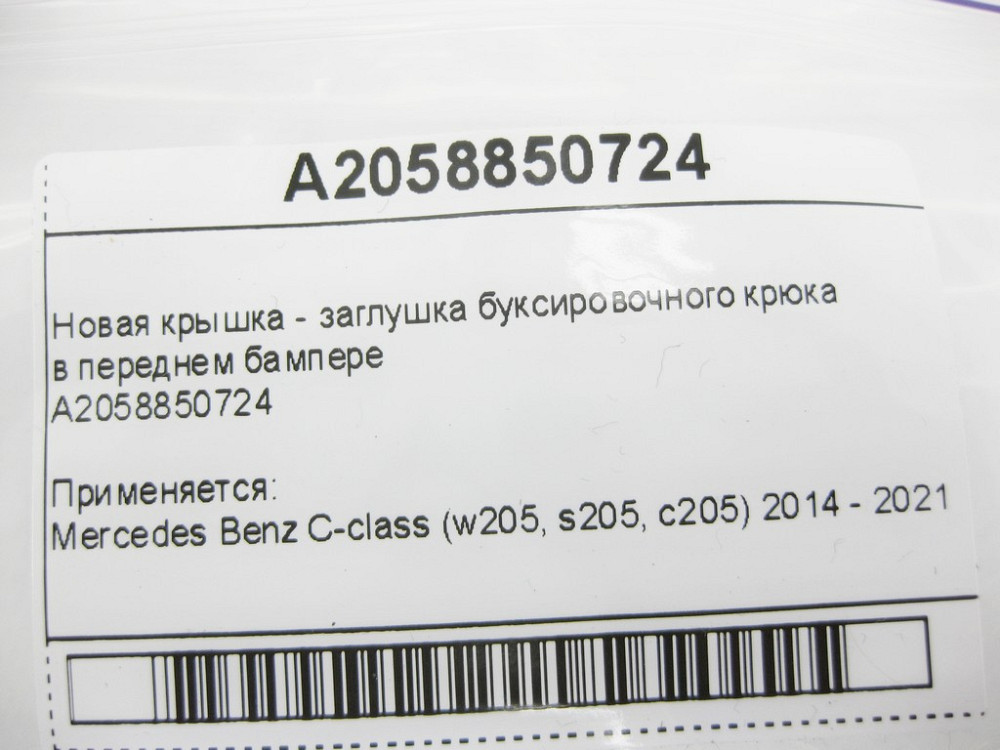 A2058850724
Новая крышка - заглушка буксировочного крюка
в переднем бампере
A2058850724
Применяется:
Mercedes Benz C-class (w205, s205, c205) 2014 - 2021